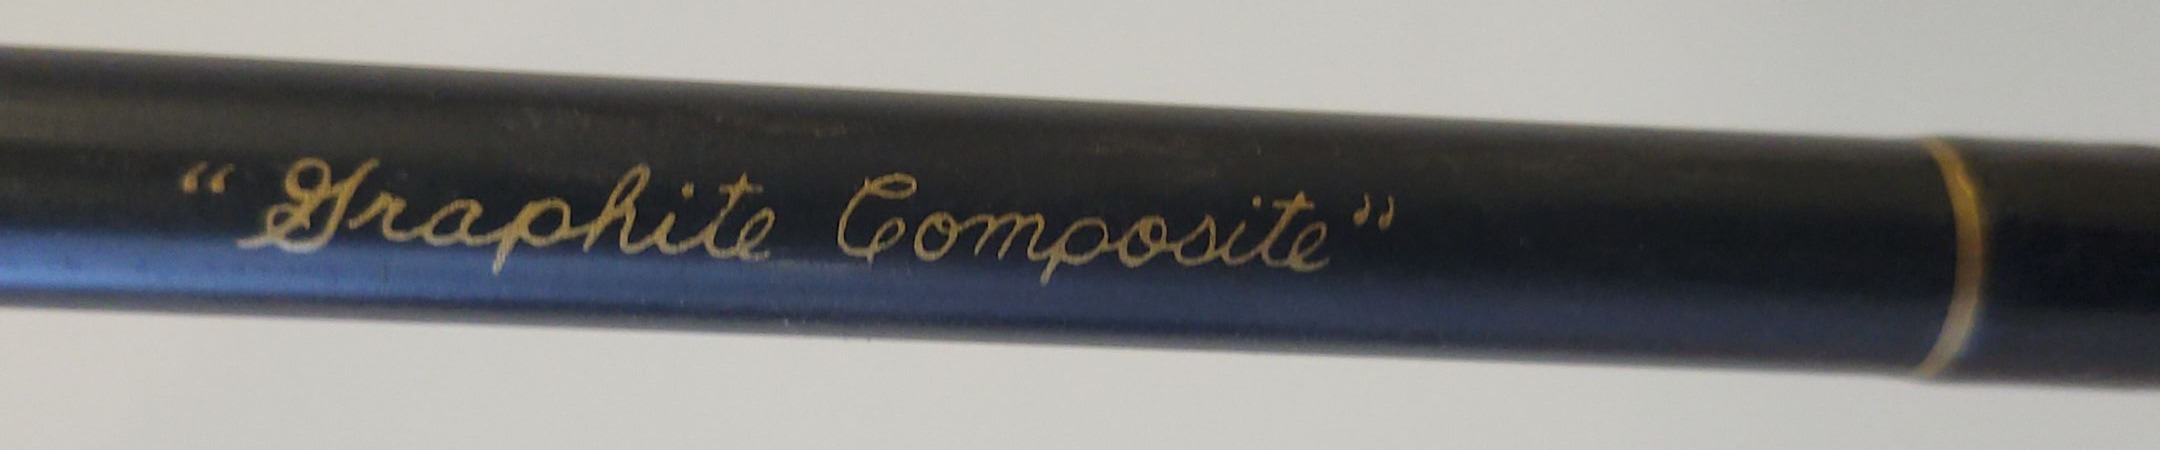 “Graphite Composite”